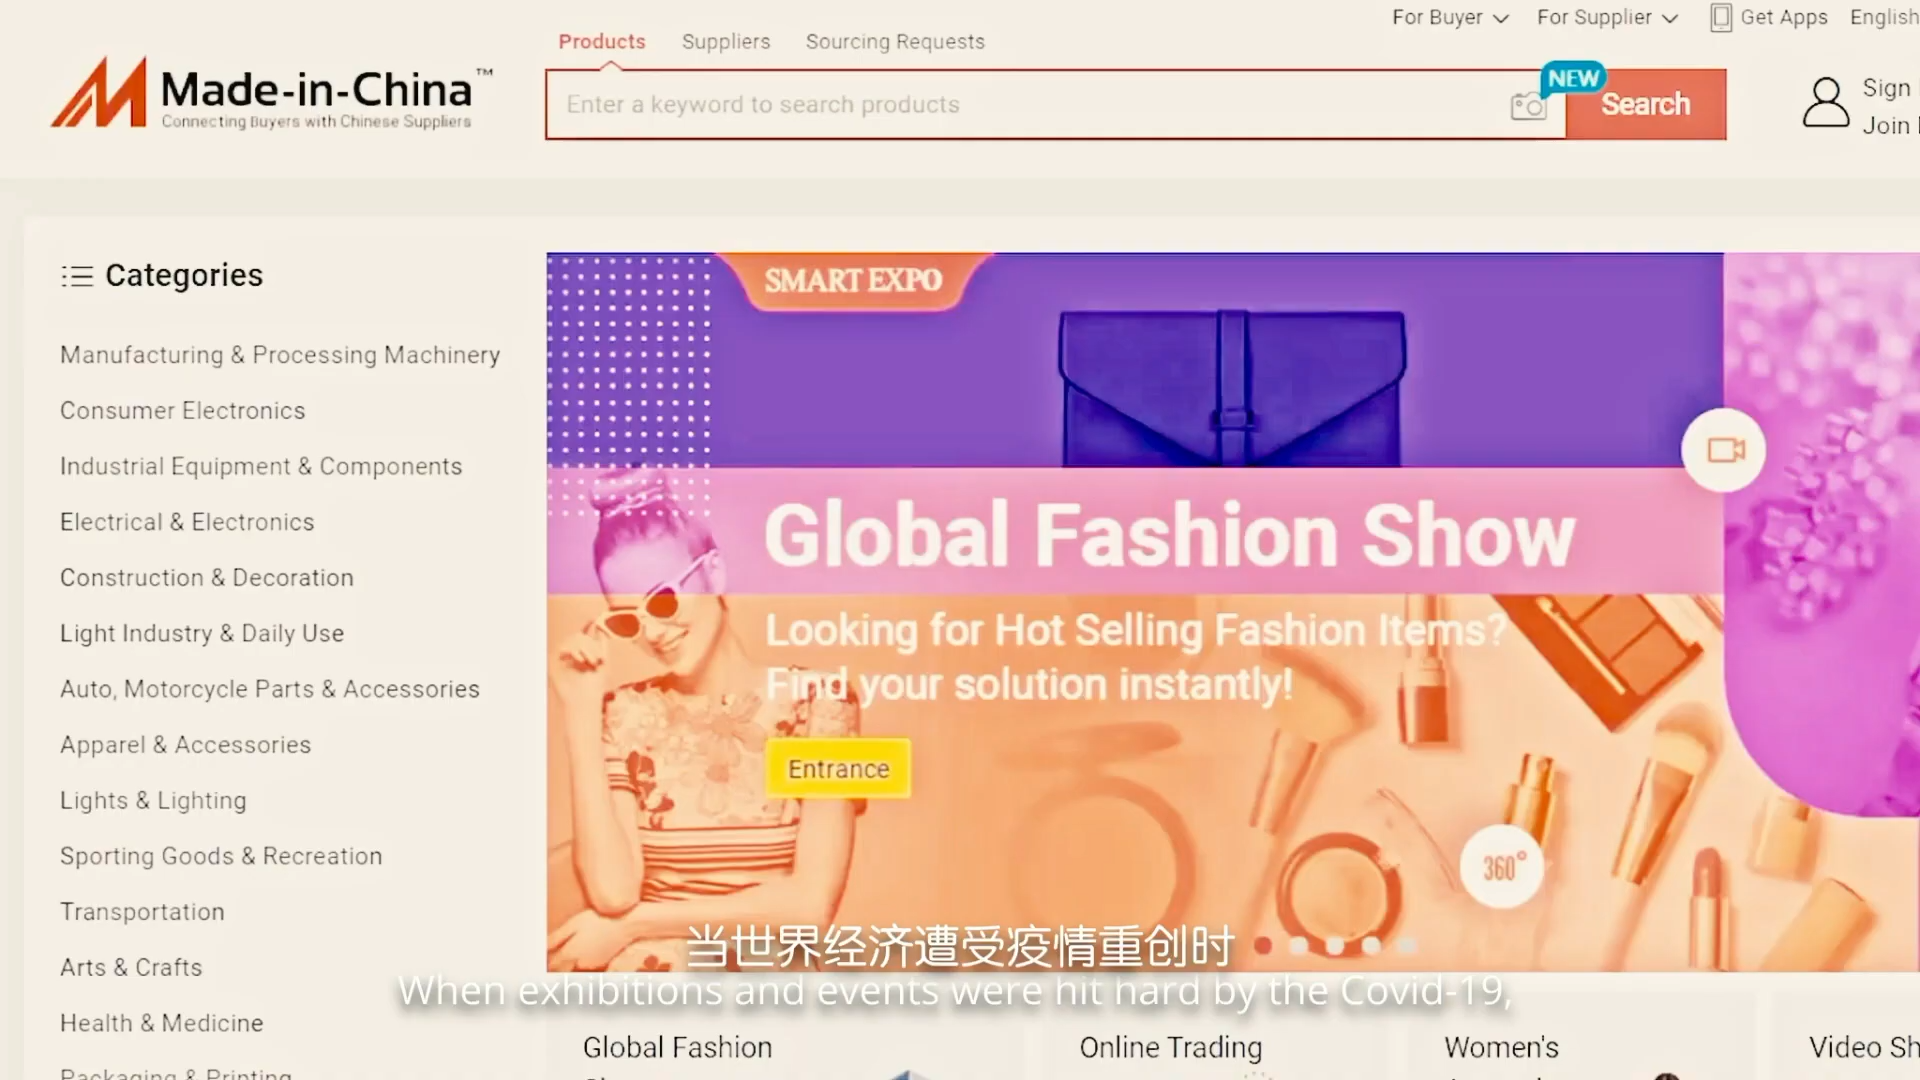 For Buyer
For Supplier
Get Apps
English
Products
Suppliers
Sourcing Requests
Made-in-China™
Connecting Buyers with Chinese Suppliers
Enter a keyword to search products
NEW
Search
Sign
Join
Categories
Manufacturing & Processing Machinery
Consumer Electronics
Industrial Equipment & Components
Electrical & Electronics
Construction & Decoration
Light Industry & Daily Use
Auto, Motorcycle Parts & Accessories
Apparel & Accessories
Lights & Lighting
Sporting Goods & Recreation
Transportation
Arts & Crafts
Health & Medicine
Packaging & Printing
SMART EXPO
Global Fashion Show
Looking for Hot Selling Fashion Items?
Find your solution instantly!
Entrance
360°
当世界经济遭受疫情重创时
When exhibitions and events were hit hard by the Covid-19,
Global Fashion
Online Trading
Women's
Video Sh